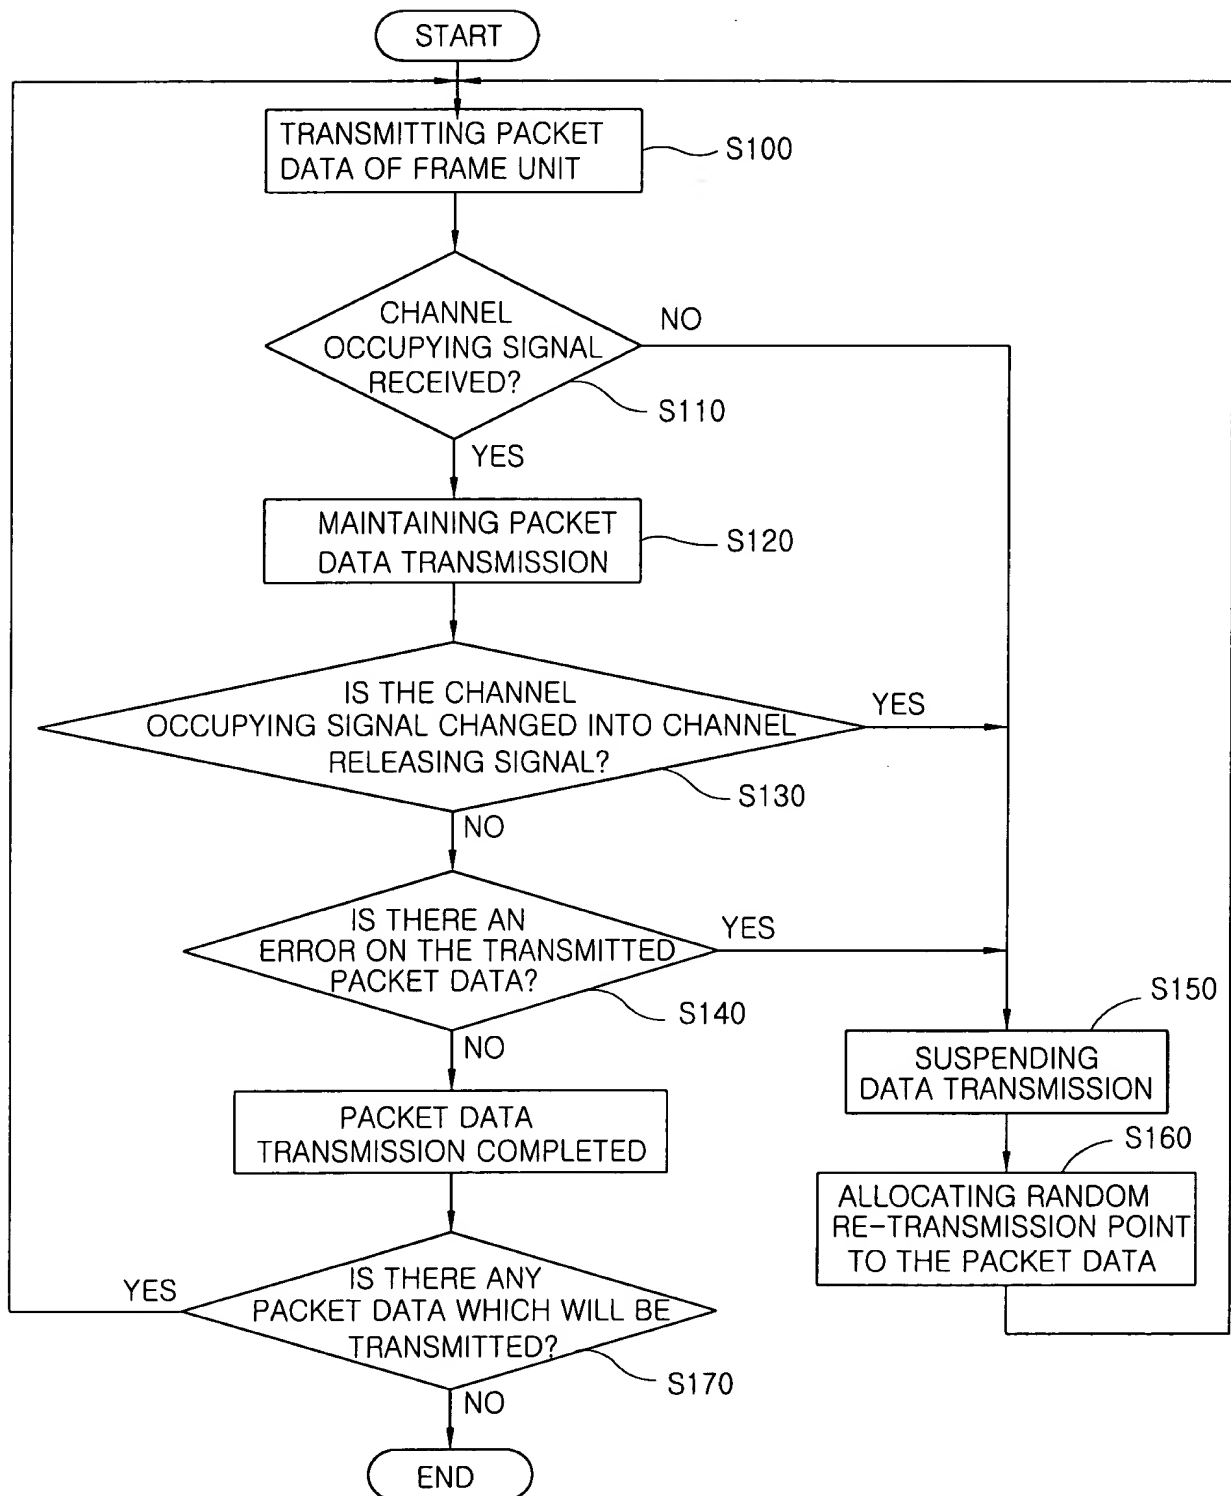 START
TRANSMITTING PACKET
DATA OF FRAME UNIT
S100
CHANNEL
OCCUPYING SIGNAL
RECEIVED?
NO
S110
YES
MAINTAINING PACKET
DATA TRANSMISSION
S120
IS THE CHANNEL
OCCUPYING SIGNAL CHANGED INTO CHANNEL
RELEASING SIGNAL?
YES
S130
NO
IS THERE AN
ERROR ON THE TRANSMITTED
PACKET DATA?
YES
S140
NO
S150
SUSPENDING
DATA TRANSMISSION
PACKET DATA
TRANSMISSION COMPLETED
S160
ALLOCATING RANDOM
RE-TRANSMISSION POINT
TO THE PACKET DATA
IS THERE ANY
PACKET DATA WHICH WILL BE
TRANSMITTED?
YES
S170
NO
END